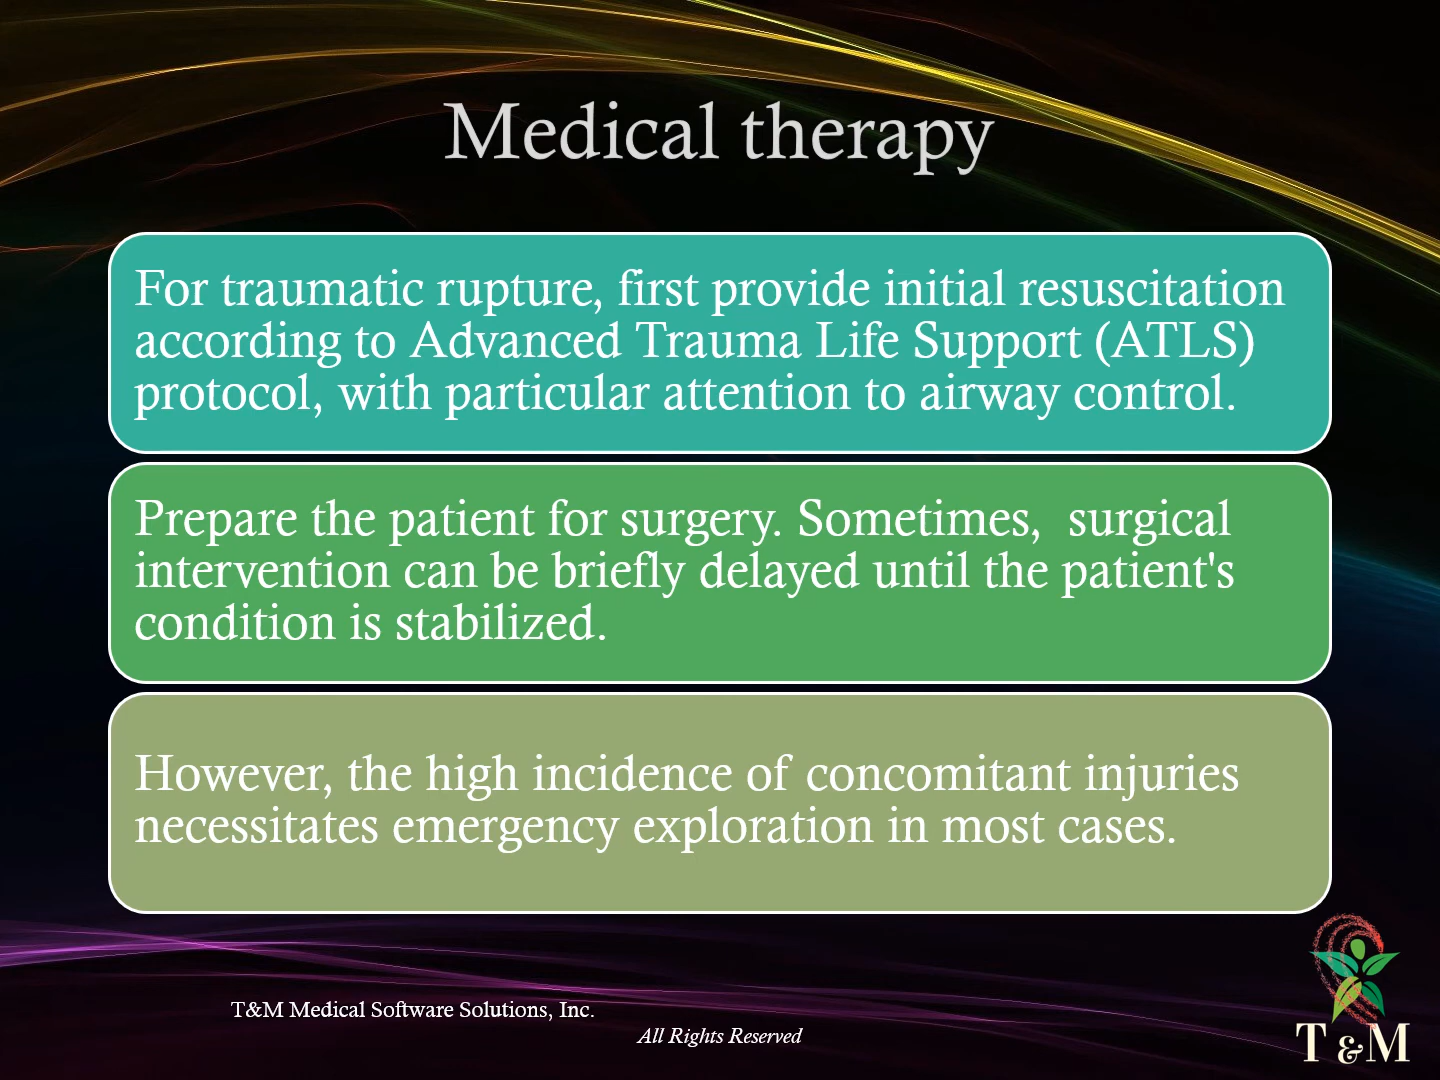 Medical therapy
For traumatic rupture, first provide initial resuscitation
according to Advanced Trauma Life Support (ATLS)
protocol, with particular attention to airway control.
Prepare the patient for surgery. Sometimes,  surgical
intervention can be briefly delayed until the patient's
condition is stabilized.
However, the high incidence of concomitant injuries
necessitates emergency exploration in most cases.
T&M Medical Software Solutions, Inc.
All Rights Reserved
T & M